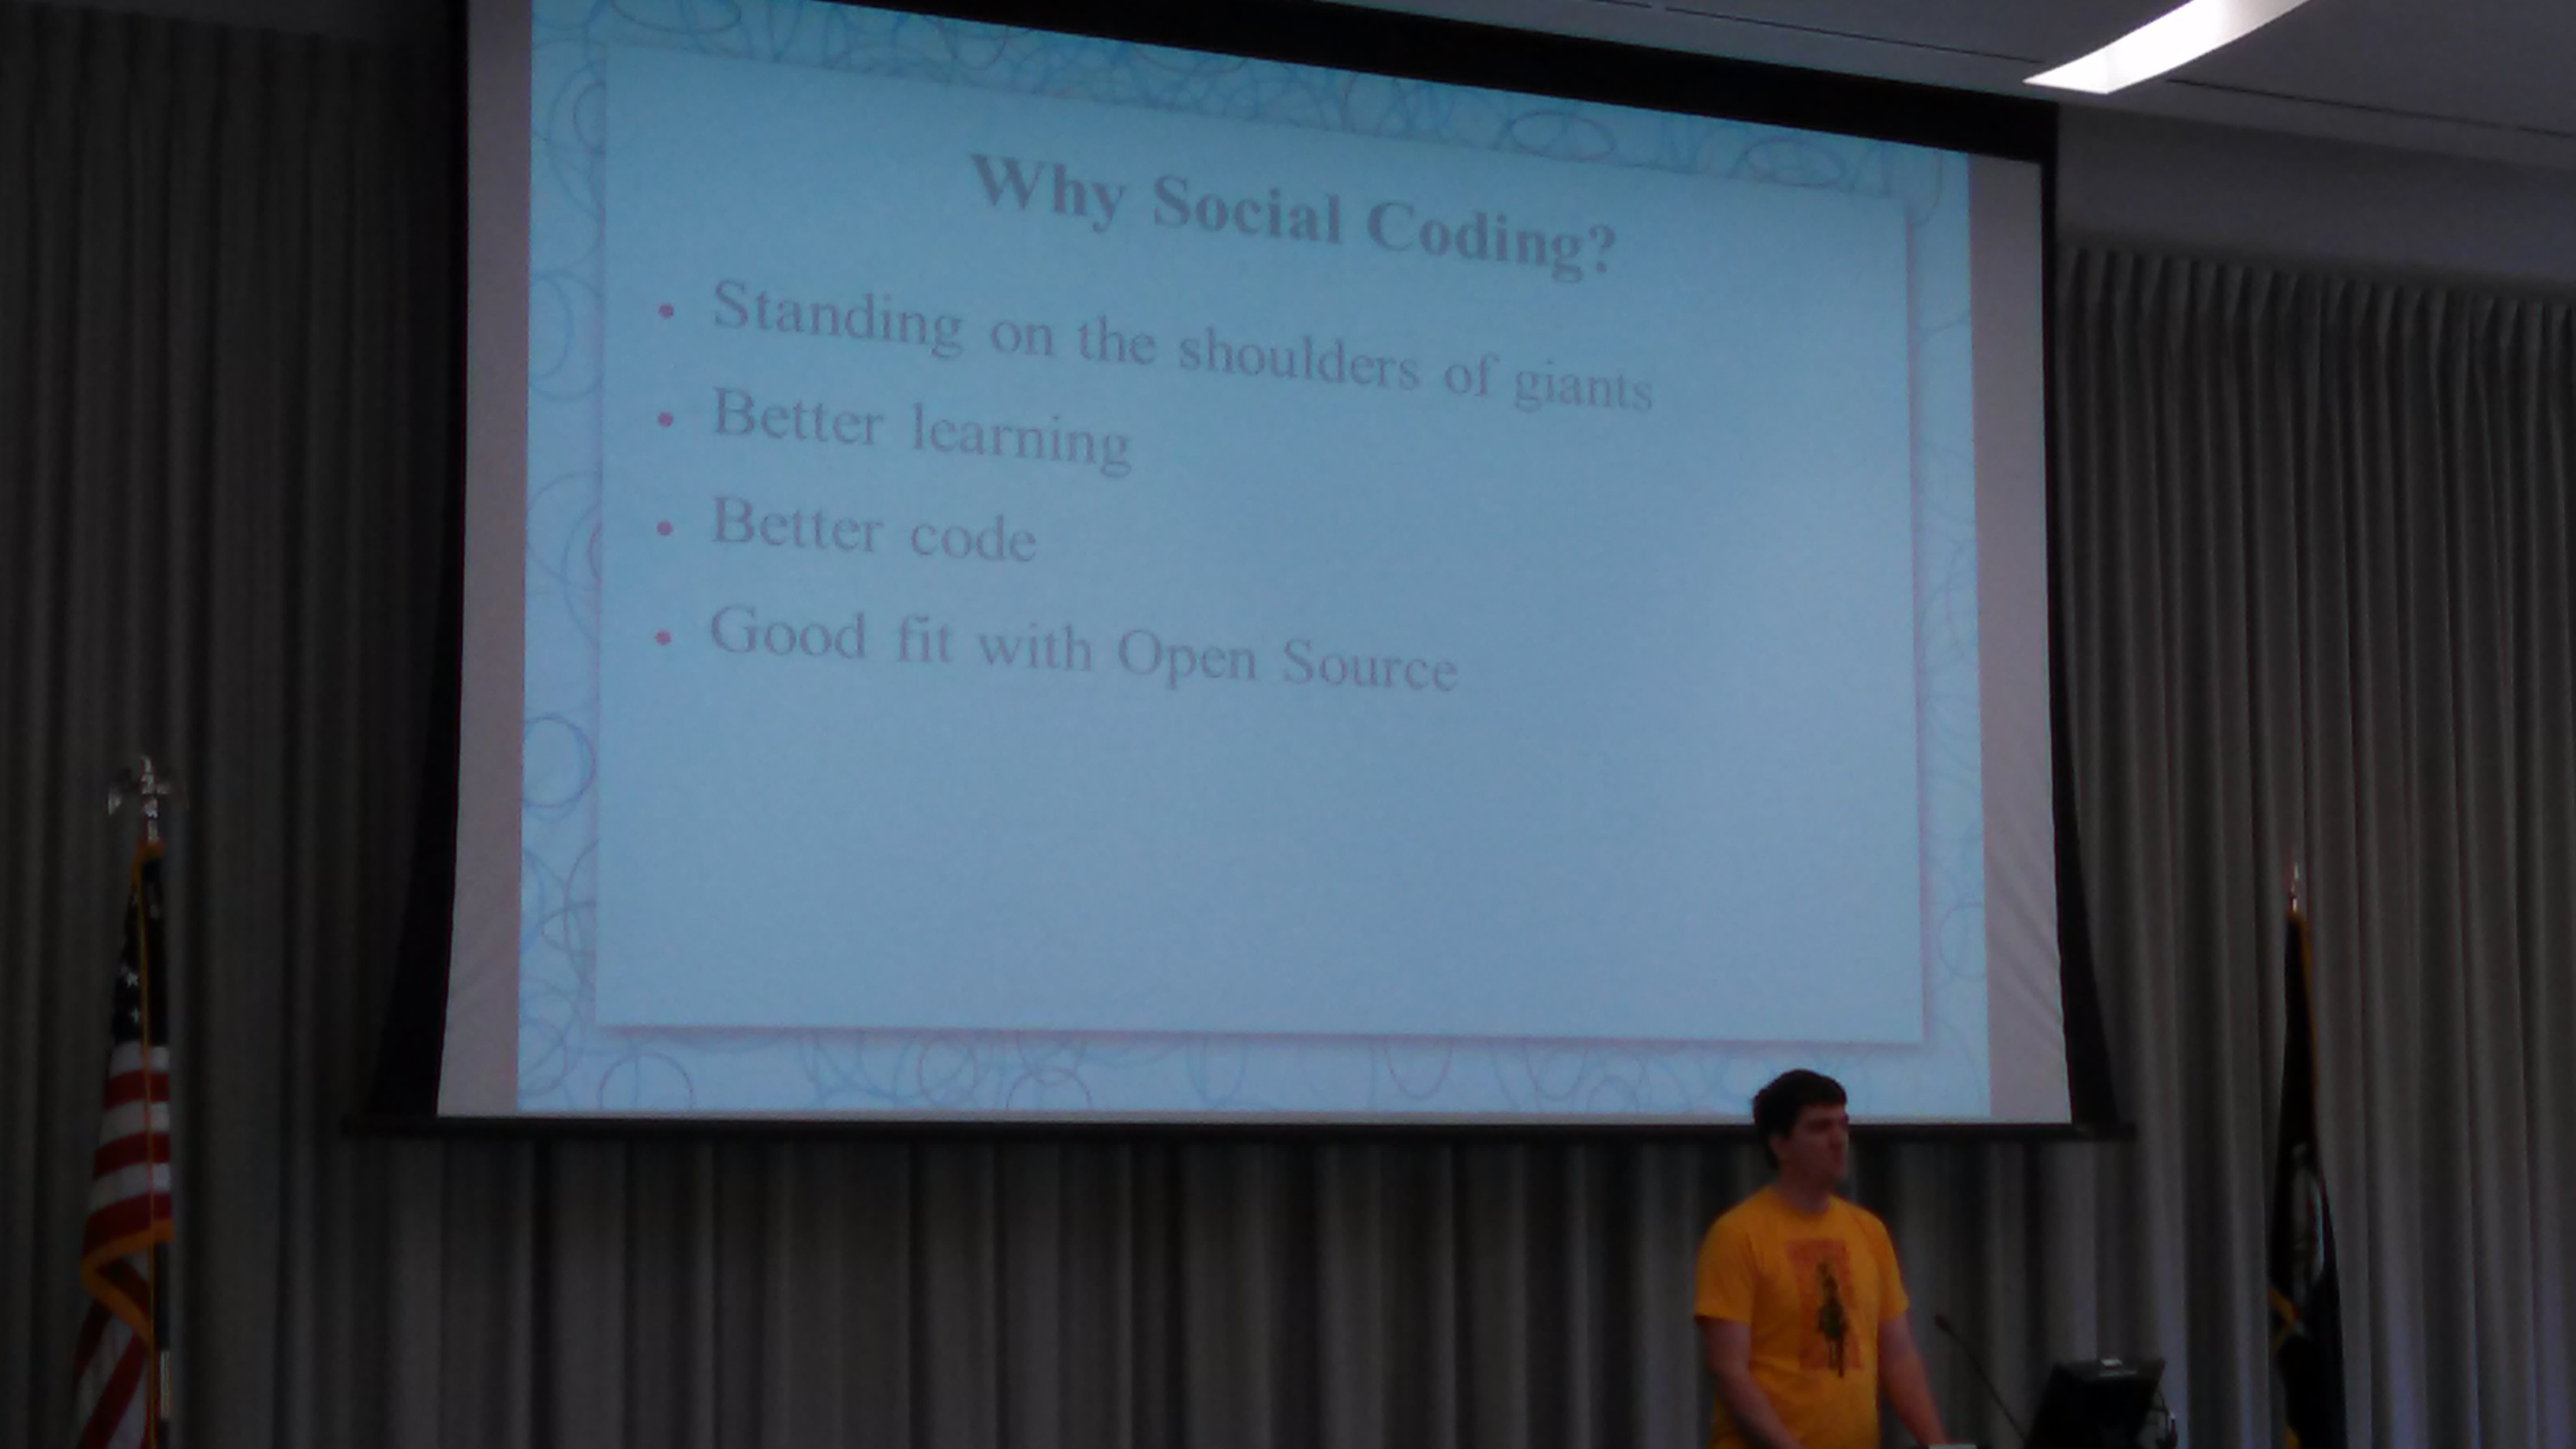 Why Social Coding?
• Standing on the shoulders of giants
• Better learning
• Better code
• Good fit with Open Source